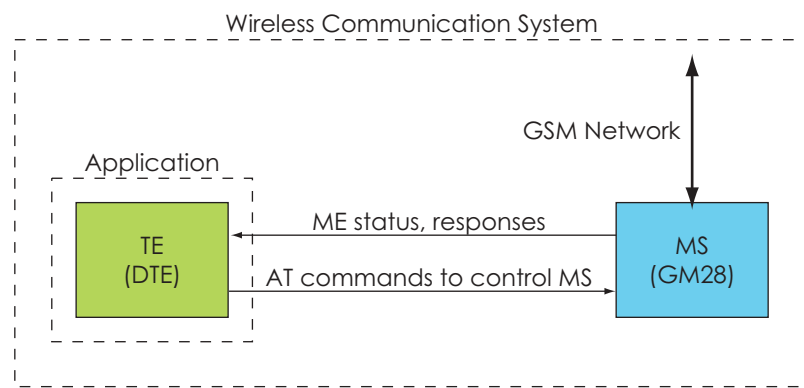 Wireless Communication System
GSM Network
Application
ME status, responses
TE
(DTE)
MS
(GM28)
AT commands to control MS